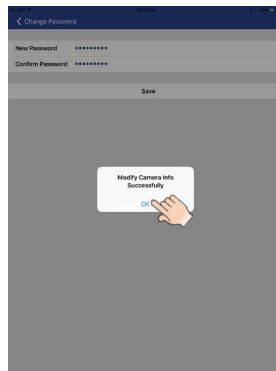 Change Password
New Password •••••••••
Confirm Password •••••••••
Save
Modify Camera Info
Successfully
OK